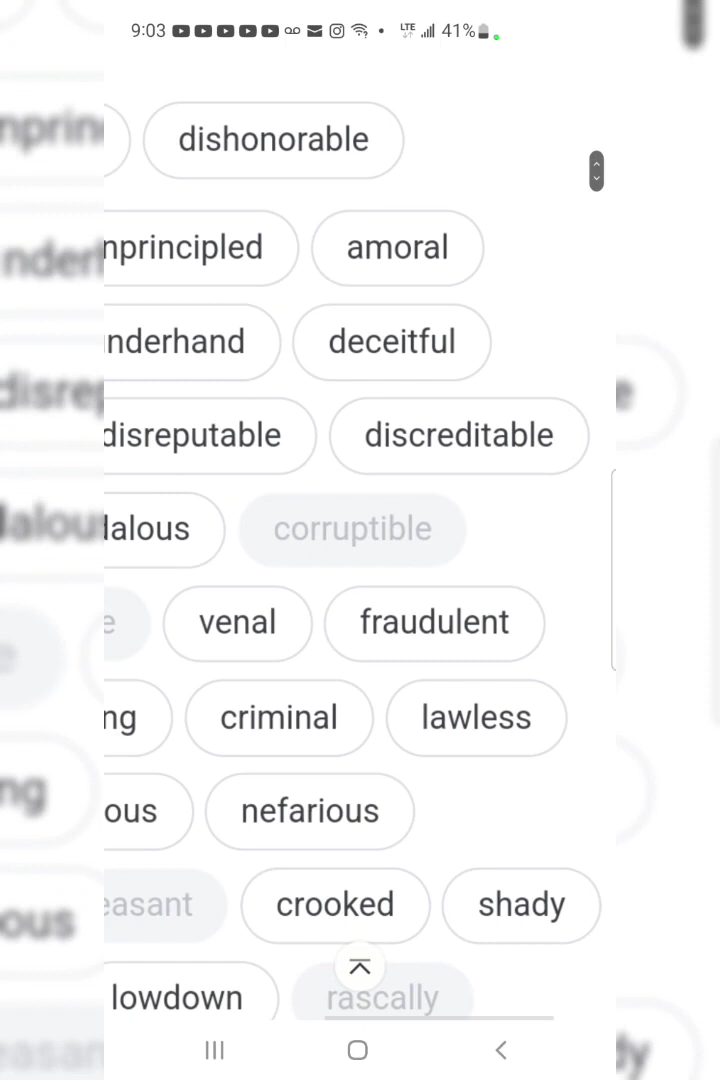 9:03 LTE 41%
dishonorable
nprincipled amoral
nderhand deceitful
disreputable discreditable
dalous corruptible
e venal fraudulent
ng criminal lawless
ous nefarious
easant crooked shady
lowdown rascally